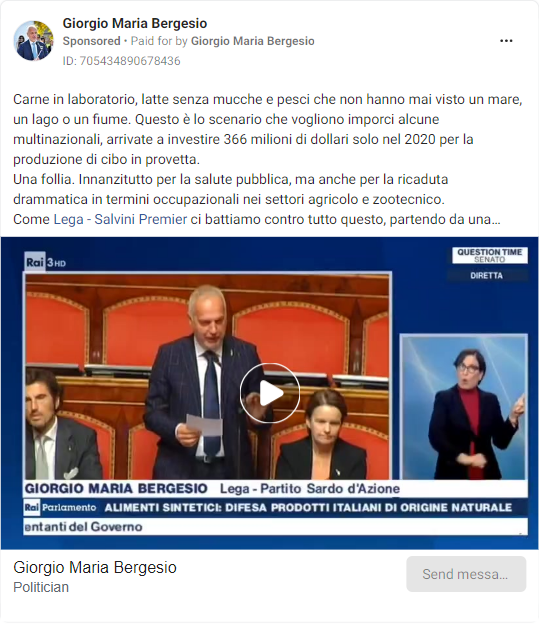 Giorgio Maria Bergesio
Sponsored • Paid for by Giorgio Maria Bergesio
ID: 705434890678436
Carne in laboratorio, latte senza mucche e pesci che non hanno mai visto un mare,
un lago o un fiume. Questo è lo scenario che vogliono imporci alcune
multinazionali, arrivate a investire 366 milioni di dollari solo nel 2020 per la
produzione di cibo in provetta.
Una follia. Innanzitutto per la salute pubblica, ma anche per la ricaduta
drammatica in termini occupazionali nei settori agricolo e zootecnico.
Come Lega - Salvini Premier ci battiamo contro tutto questo, partendo da una...
Rai 3HD
QUESTION TIME
SENATO
DIRETTA
GIORGIO MARIA BERGESIO Lega - Partito Sardo d'Azione
Rai Parlamento ALIMENTI SINTETICI: DIFESA PRODOTTI ITALIANI DI ORIGINE NATURALE
entanti del Governo
Giorgio Maria Bergesio
Politician
Send messa...